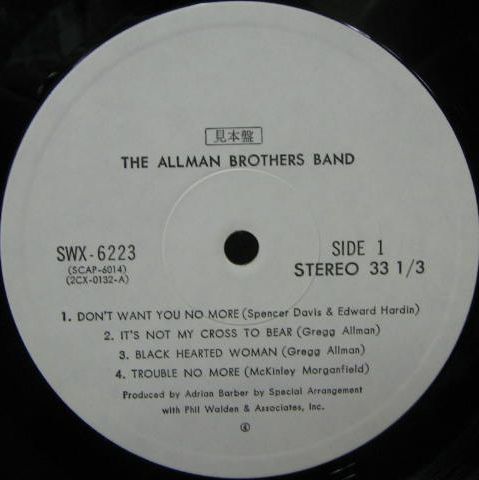 見本盤
THE ALLMAN BROTHERS BAND
SWX-6223
(SCAP-6014)
(2CX-0132-A)
SIDE 1
STEREO 33 1/3
1. DON'T WANT YOU NO MORE (Spencer Davis & Edward Hardin)
2. IT'S NOT MY CROSS TO BEAR (Gregg Allman)
3. BLACK HEARTED WOMAN (Gregg Allman)
4. TROUBLE NO MORE (McKinley Morganfield)
Produced by Adrian Barber by Special Arrangement
with Phil Walden & Associates, Inc.
④